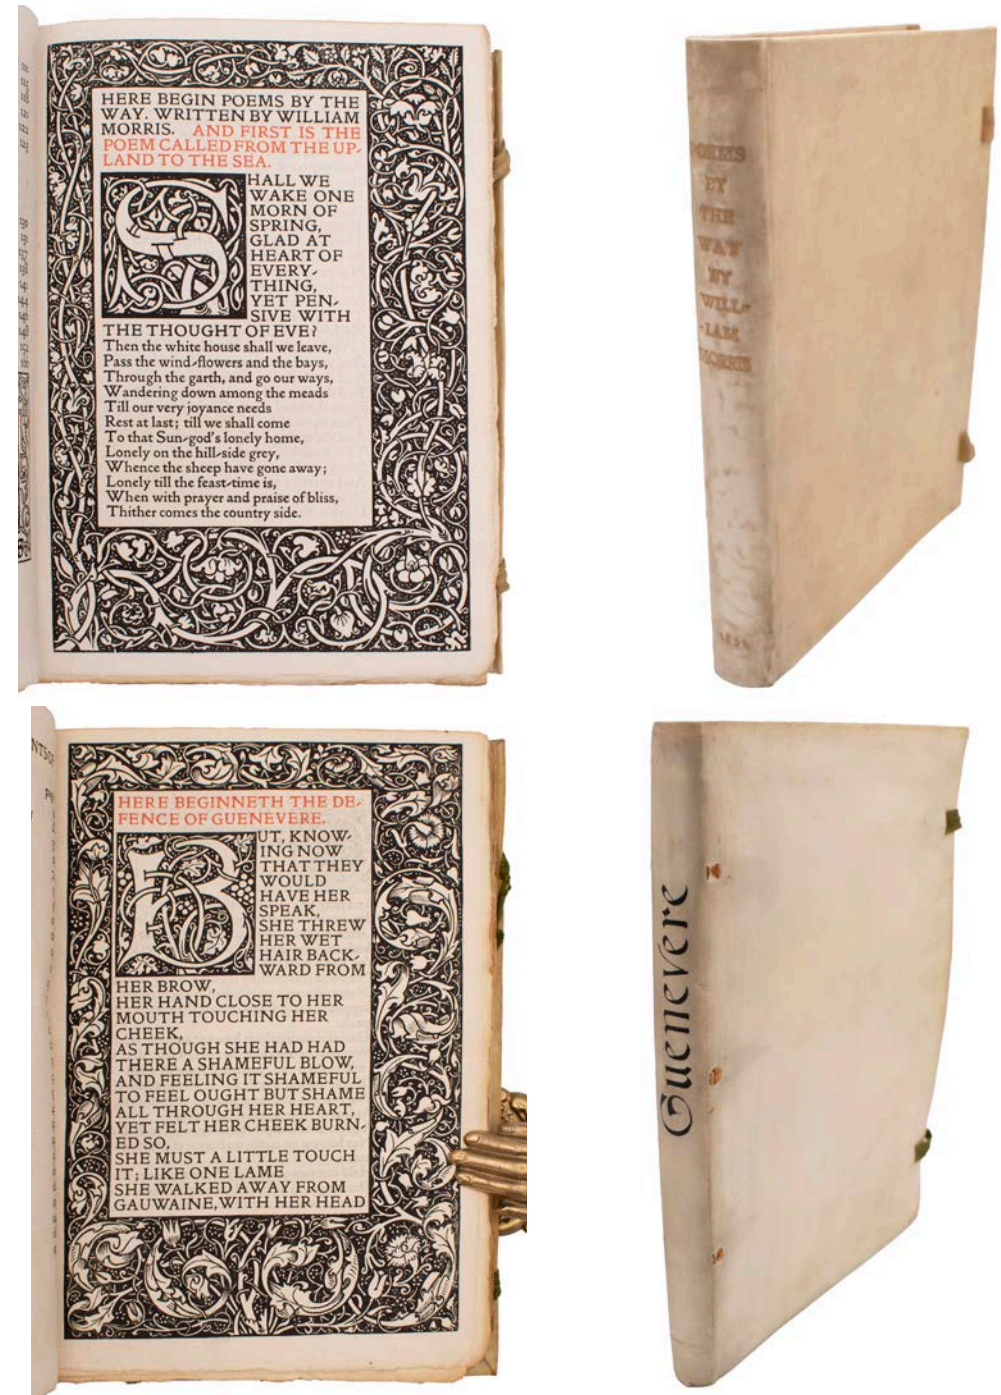 HERE BEGIN POEMS BY THE
WAY. WRITTEN BY WILLIAM
MORRIS. AND FIRST IS THE
POEM CALLED FROM THE UP-
LAND TO THE SEA.
SHALL WE
WAKE ONE
MORN OF
SPRING,
GLAD AT
HEART OF
EVERY-
THING,
YET PEN-
SIVE WITH
THE THOUGHT OF EVE?
Then the white house shall we leave,
Pass the wind-flowers and the bays,
Through the garth, and go our ways,
Wandering down among the meads
Till our very joyance needs
Rest at last; till we shall come
To that Sun-god's lonely home,
Lonely on the hill-side grey,
Whence the sheep have gone away;
Lonely till the feast-time is,
When with prayer and praise of bliss,
Thither comes the country side.
POEMS
BY
THE
WAY
BY
WILL-
-IAM
MORRIS
HERE BEGINNETH THE DE-
FENCE OF GUENEVERE.
BUT, KNOW-
ING NOW
THAT THEY
WOULD
HAVE HER
SPEAK,
SHE THREW
HER WET
HAIR BACK-
WARD FROM
HER BROW,
HER HAND CLOSE TO HER
MOUTH TOUCHING HER
CHEEK,
AS THOUGH SHE HAD HAD
THERE A SHAMEFUL BLOW,
AND FEELING IT SHAMEFUL
TO FEEL OUGHT BUT SHAME
ALL THROUGH HER HEART,
YET FELT HER CHEEK BURN-
ED SO,
SHE MUST A LITTLE TOUCH
IT; LIKE ONE LAME
SHE WALKED AWAY FROM
GAUWAINE, WITH HER HEAD
Guenevere